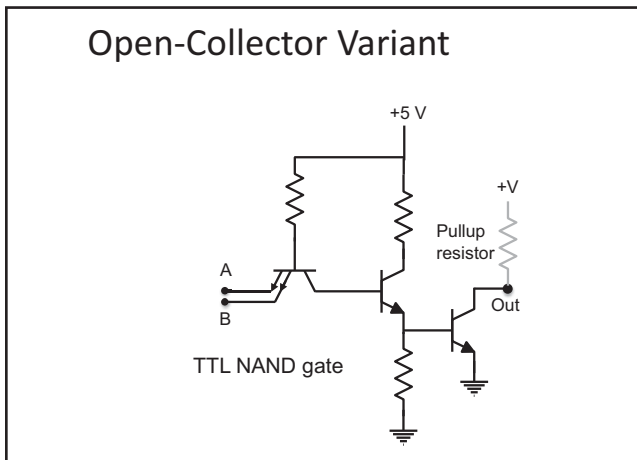 Open-Collector Variant
+5 V
+V
Pullup
resistor
A
B
Out
TTL NAND gate